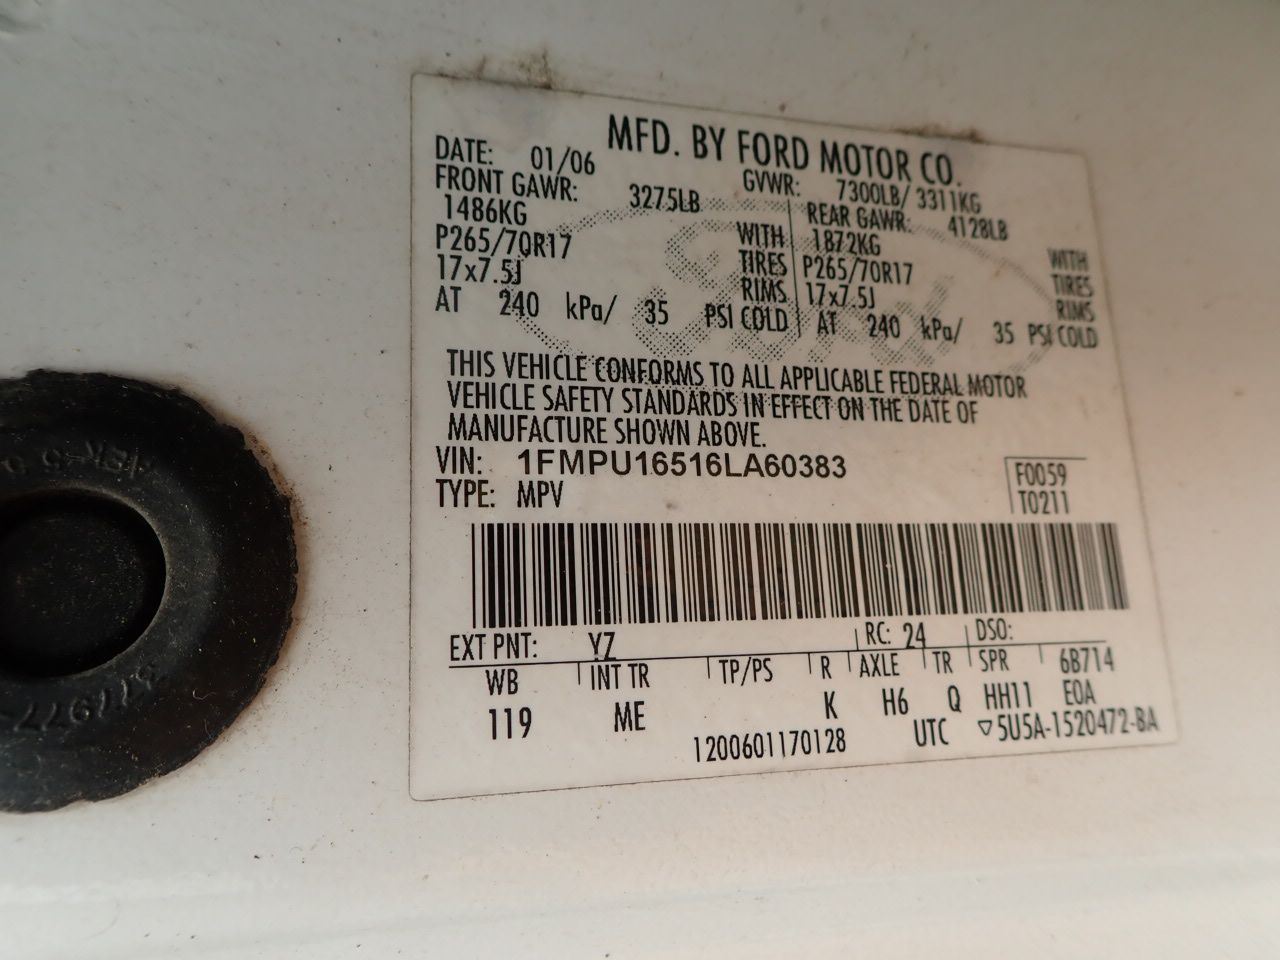 MFD. BY FORD MOTOR CO.
DATE: 01/06 GVWR: 7300LB/ 3311KG
FRONT GAWR: 3275LB REAR GAWR: 4128LB
1486KG WITH 1872KG WITH
P265/70R17 TIRES P265/70R17 TIRES
17x7.5J RIMS 17x7.5J RIMS
AT 240 kPa/ 35 PSI COLD AT 240 kPa/ 35 PSI COLD
THIS VEHICLE CONFORMS TO ALL APPLICABLE FEDERAL MOTOR
VEHICLE SAFETY STANDARDS IN EFFECT ON THE DATE OF
MANUFACTURE SHOWN ABOVE.
VIN: 1FMPU16516LA60383 F0059
TYPE: MPV T0211
EXT PNT: YZ RC: 24 DSO:
WB INT TR TP/PS R AXLE TR SPR 6B714
119 ME K H6 Q HH11 EOA
1200601170128 UTC ▽5U5A-1520472-BA